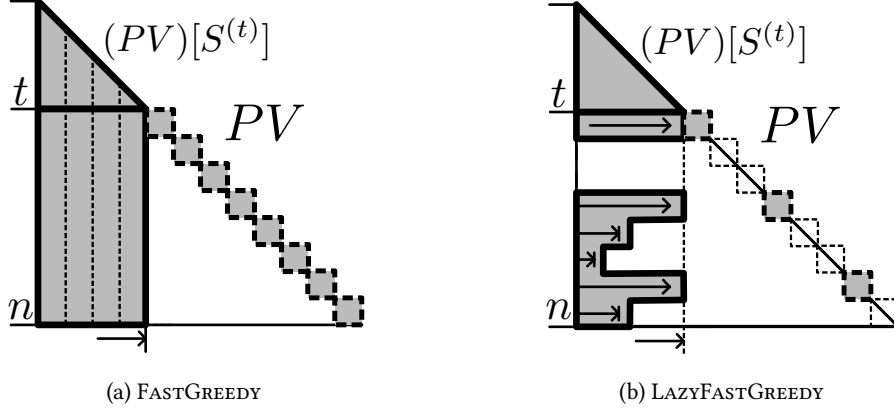 (PV)[S^{(t)}]
t
PV
n
(a) FASTGREEDY
(PV)[S^{(t)}]
t
PV
n
(b) LAZYFASTGREEDY